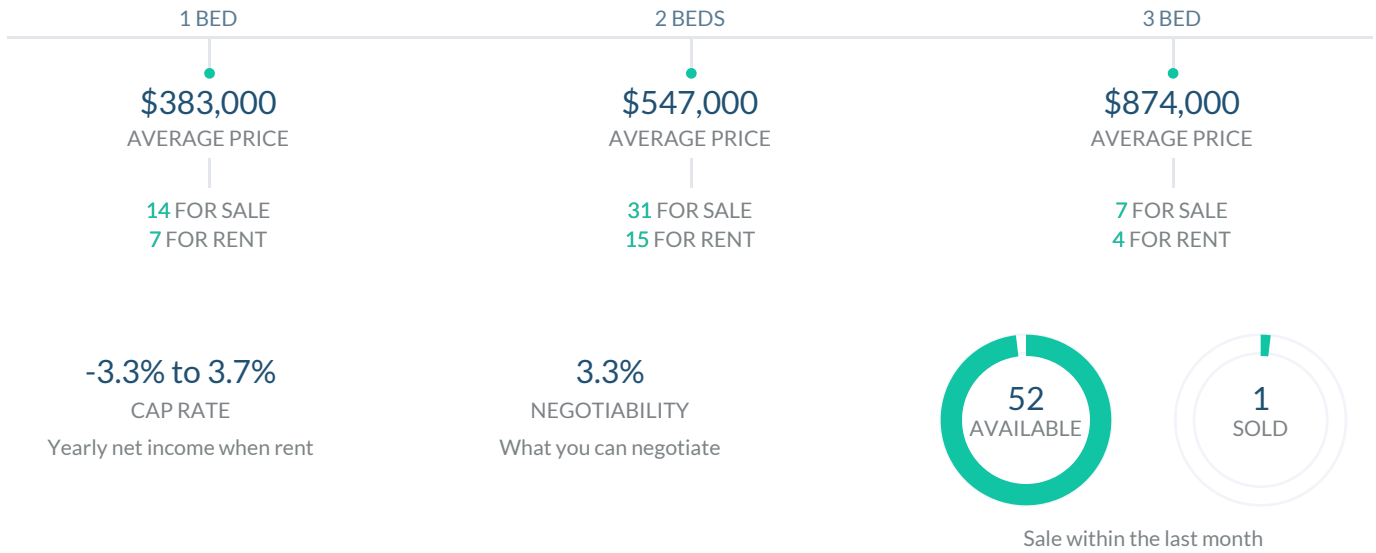 1 BED
$383,000
AVERAGE PRICE
14 FOR SALE
7 FOR RENT
2 BEDS
$547,000
AVERAGE PRICE
31 FOR SALE
15 FOR RENT
3 BED
$874,000
AVERAGE PRICE
7 FOR SALE
4 FOR RENT
-3.3% to 3.7%
CAP RATE
Yearly net income when rent
3.3%
NEGOTIABILITY
What you can negotiate
52
AVAILABLE
1
SOLD
Sale within the last month